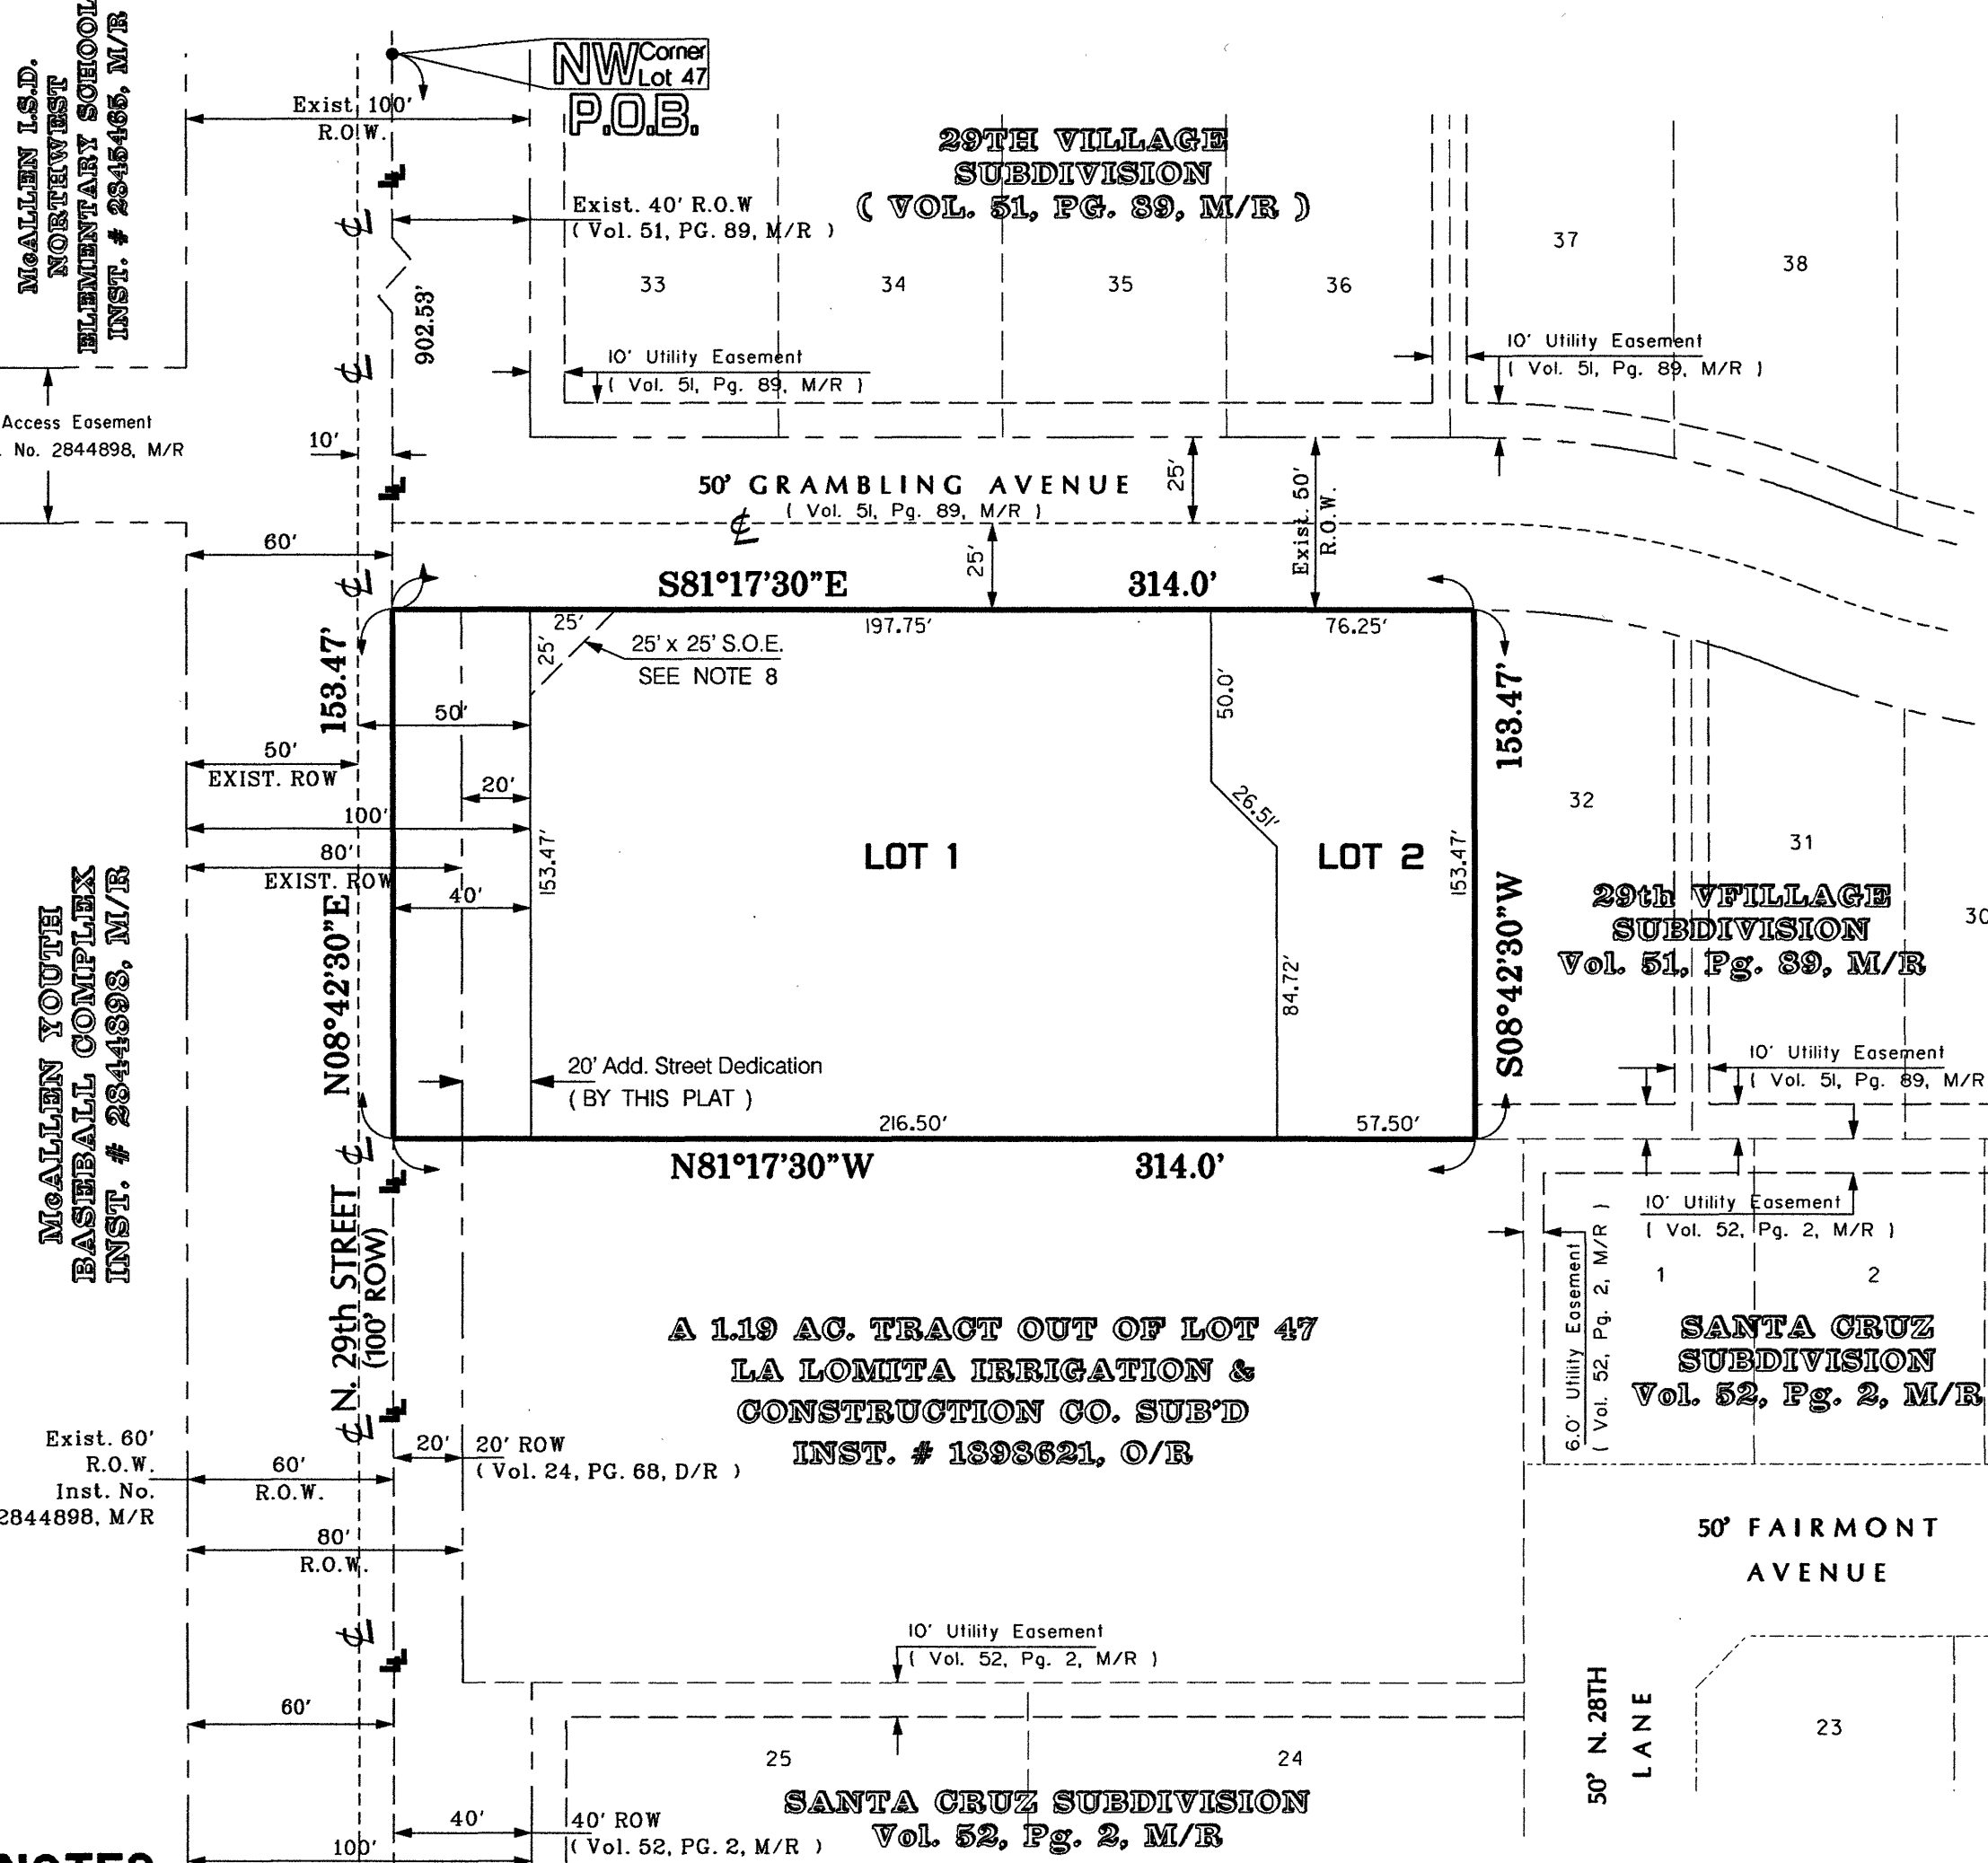 McALLEN I.S.D.
NORTHWEST
ELEMENTARY SCHOOL
INST. # 2845465, M/R
NW Corner
Lot 47
P.O.B.
Exist. 100'
R.O.W.
Exist. 40' R.O.W
( Vol. 51, PG. 89, M/R )
29TH VILLAGE
SUBDIVISION
( VOL. 51, PG. 89, M/R )
33
34
35
36
37
38
902.53'
10' Utility Easement
( Vol. 51, Pg. 89, M/R )
10' Utility Easement
( Vol. 51, Pg. 89, M/R )
Access Easement
. No. 2844898, M/R
10'
50' GRAMBLING AVENUE
( Vol. 51, Pg. 89, M/R )
25'
25'
Exist. 50'
R.O.W.
60'
S81°17'30"E 314.0'
197.75'
76.25'
25'
25'
25' x 25' S.O.E.
SEE NOTE 8
153.47'
N08°42'30"E
50'
50'
EXIST. ROW
20'
100'
80'
EXIST. ROW
40'
153.47'
50.0'
26.51'
84.72'
LOT 1
LOT 2
153.47'
153.47'
S08°42'30"W
32
31
30
29th VFILLAGE
SUBDIVISION
Vol. 51, Pg. 89, M/R
McALLEN YOUTH
BASEBALL COMPLEX
INST. # 2844898, M/R
20' Add. Street Dedication
( BY THIS PLAT )
216.50'
57.50'
N81°17'30"W 314.0'
10' Utility Easement
( Vol. 51, Pg. 89, M/R
10' Utility Easement
( Vol. 52, Pg. 2, M/R )
6.0' Utility Easement
( Vol. 52, Pg. 2, M/R )
1
2
SANTA CRUZ
SUBDIVISION
Vol. 52, Pg. 2, M/R
N. 29th STREET
(100' ROW)
A 1.19 AC. TRACT OUT OF LOT 47
LA LOMITA IRRIGATION &
CONSTRUCTION CO. SUB'D
INST. # 1898621, O/R
Exist. 60'
R.O.W.
Inst. No.
2844898, M/R
60'
R.O.W.
20'
20' ROW
( Vol. 24, PG. 68, D/R )
80'
R.O.W.
50' FAIRMONT
AVENUE
10' Utility Easement
( Vol. 52, Pg. 2, M/R )
60'
25
24
23
50' N. 28TH
LANE
SANTA CRUZ SUBDIVISION
Vol. 52, Pg. 2, M/R
40'
40' ROW
( Vol. 52, PG. 2, M/R )
100'
NOTES